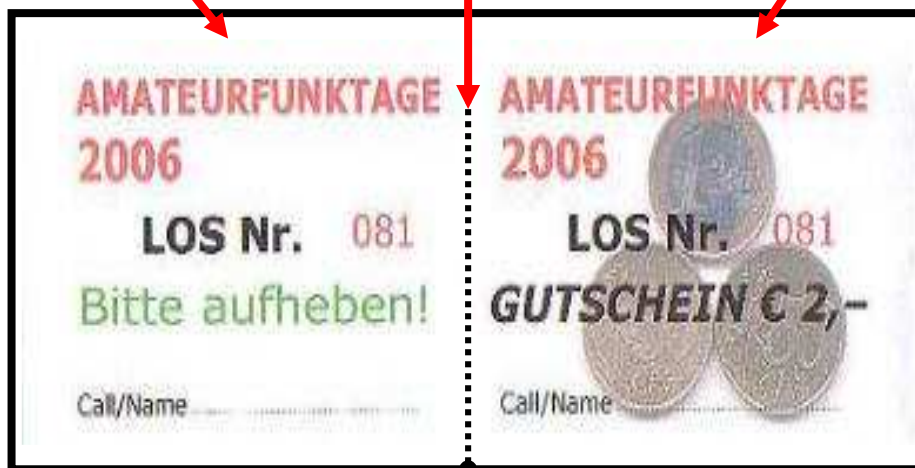 AMATEURFUNKTAGE
2006
LOS Nr. 081
Bitte aufheben!
Call/Name
AMATEURFUNKTAGE
2006
LOS Nr. 081
GUTSCHEIN € 2,–
Call/Name